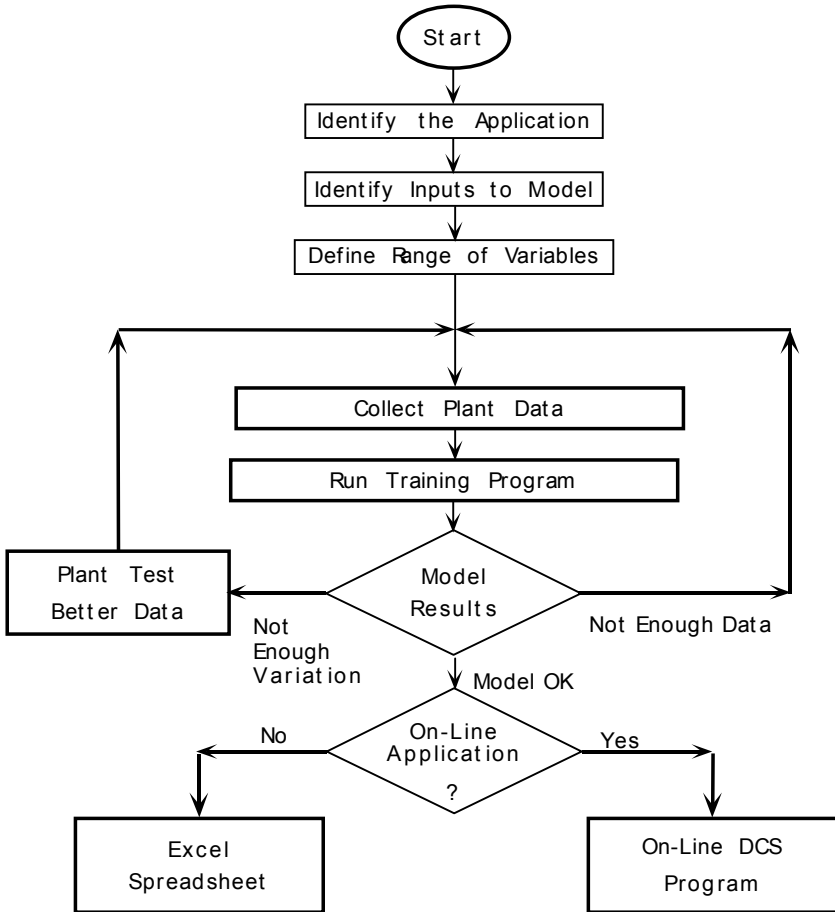 Start
Identify the Application
Identify Inputs to Model
Define Range of Variables
Collect Plant Data
Run Training Program
Plant Test
Better Data
Model
Results
Not
Enough
Variation
Not Enough Data
Model OK
No
On-Line
Application
?
Yes
Excel
Spreadsheet
On-Line DCS
Program